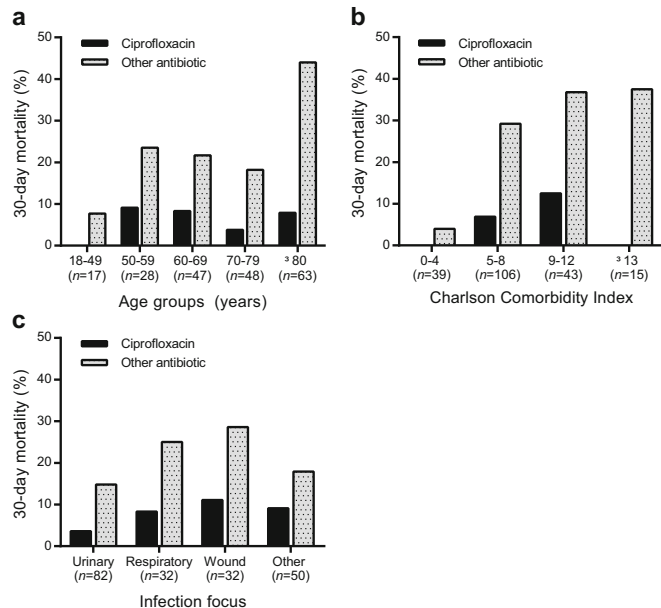 a
50
40
30
20
10
0
30-day mortality (%)
Ciprofloxacin
Other antibiotic
18-49 50-59 60-69 70-79 ³ 80
(n=17) (n=28) (n=47) (n=48) (n=63)
Age groups (years)
b
50
40
30
20
10
0
30-day mortality (%)
Ciprofloxacin
Other antibiotic
0-4 5-8 9-12 ³ 13
(n=39) (n=106) (n=43) (n=15)
Charlson Comorbidity Index
c
50
40
30
20
10
0
30-day mortality (%)
Ciprofloxacin
Other antibiotic
Urinary Respiratory Wound Other
(n=82) (n=32) (n=32) (n=50)
Infection focus